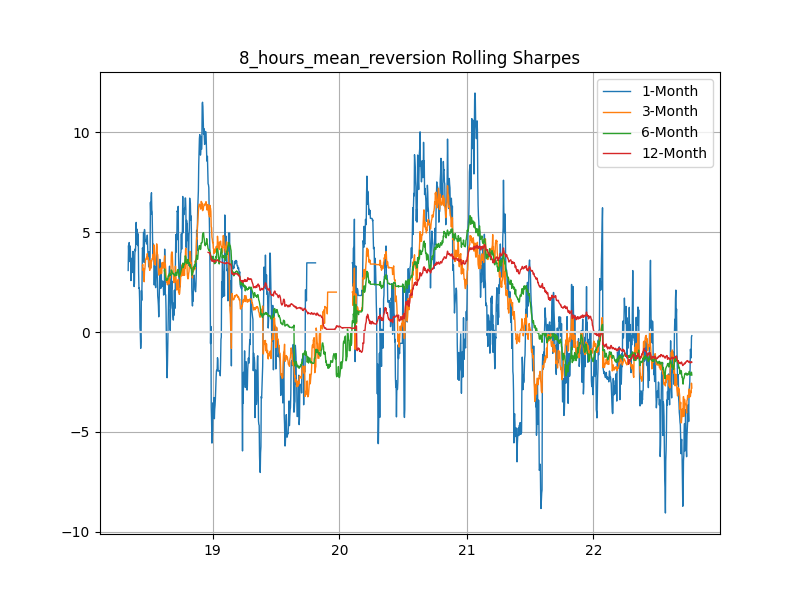 8_hours_mean_reversion Rolling Sharpes
1-Month
3-Month
6-Month
12-Month
10
5
0
−5
−10
19
20
21
22